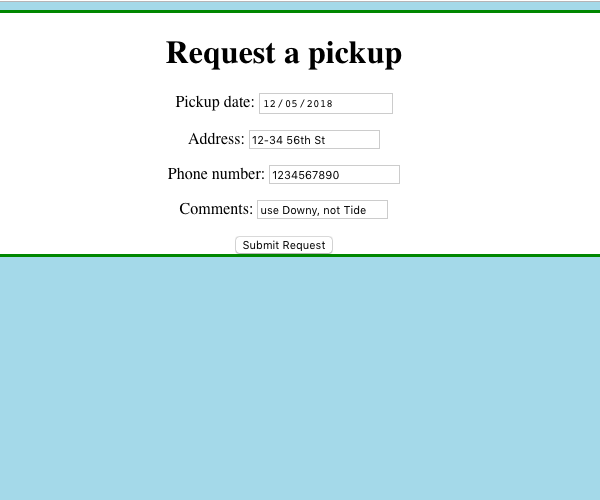 Request a pickup
Pickup date: 12/05/2018
Address: 12-34 56th St
Phone number: 1234567890
Comments: use Downy, not Tide
Submit Request